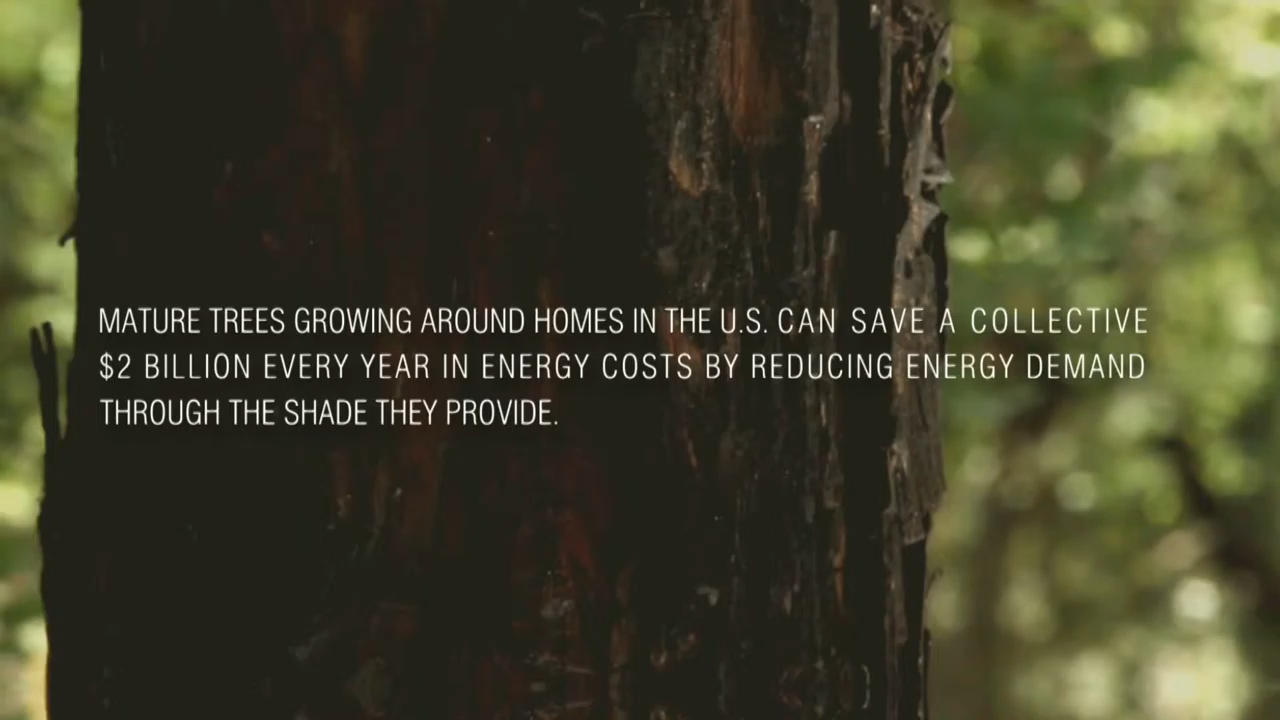 MATURE TREES GROWING AROUND HOMES IN THE U.S. CAN SAVE A COLLECTIVE
$2 BILLION EVERY YEAR IN ENERGY COSTS BY REDUCING ENERGY DEMAND
THROUGH THE SHADE THEY PROVIDE.